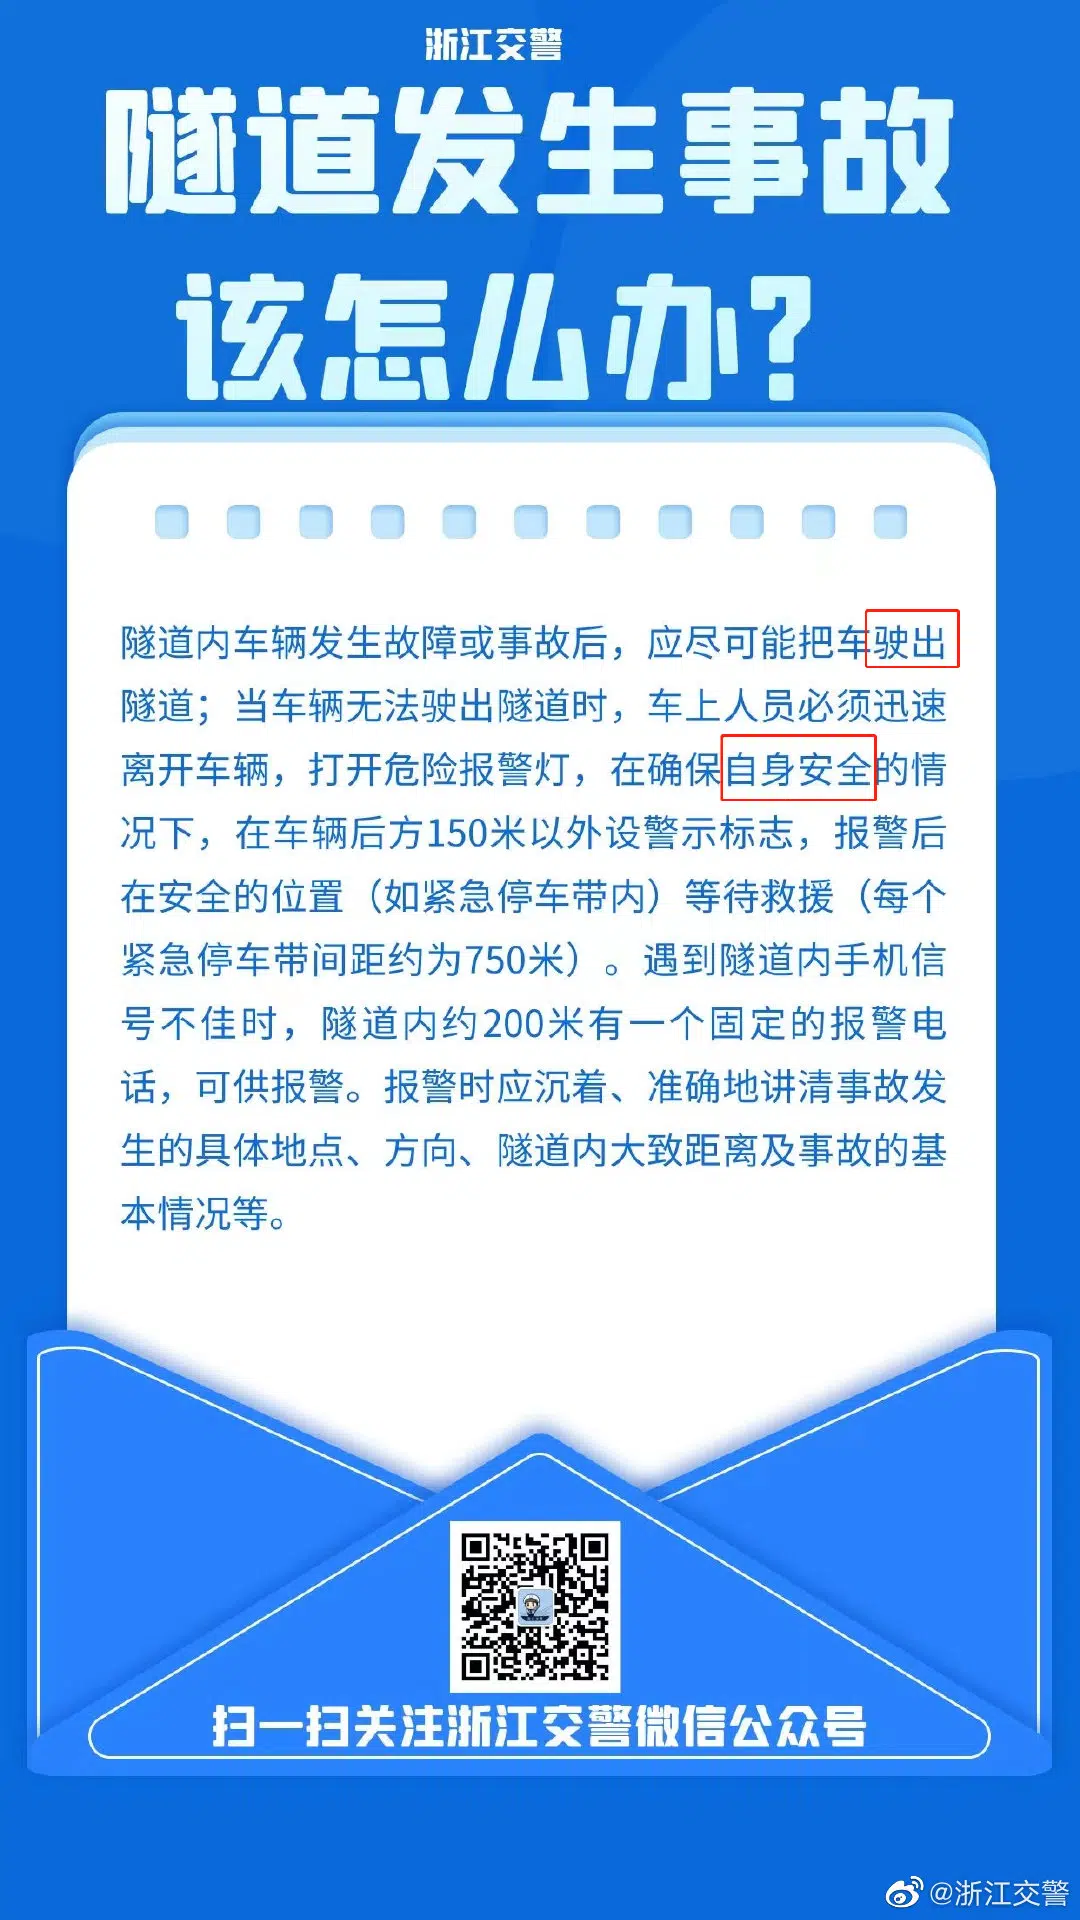 浙江交警
隧道发生事故
该怎么办?
隧道内车辆发生故障或事故后，应尽可能把车驶出
隧道；当车辆无法驶出隧道时，车上人员必须迅速
离开车辆，打开危险报警灯，在确保自身安全的情
况下，在车辆后方150米以外设警示标志，报警后
在安全的位置（如紧急停车带内）等待救援（每个
紧急停车带间距约为750米）。遇到隧道内手机信
号不佳时，隧道内约200米有一个固定的报警电
话，可供报警。报警时应沉着、准确地讲清事故发
生的具体地点、方向、隧道内大致距离及事故的基
本情况等。
扫一扫关注浙江交警微信公众号
@浙江交警